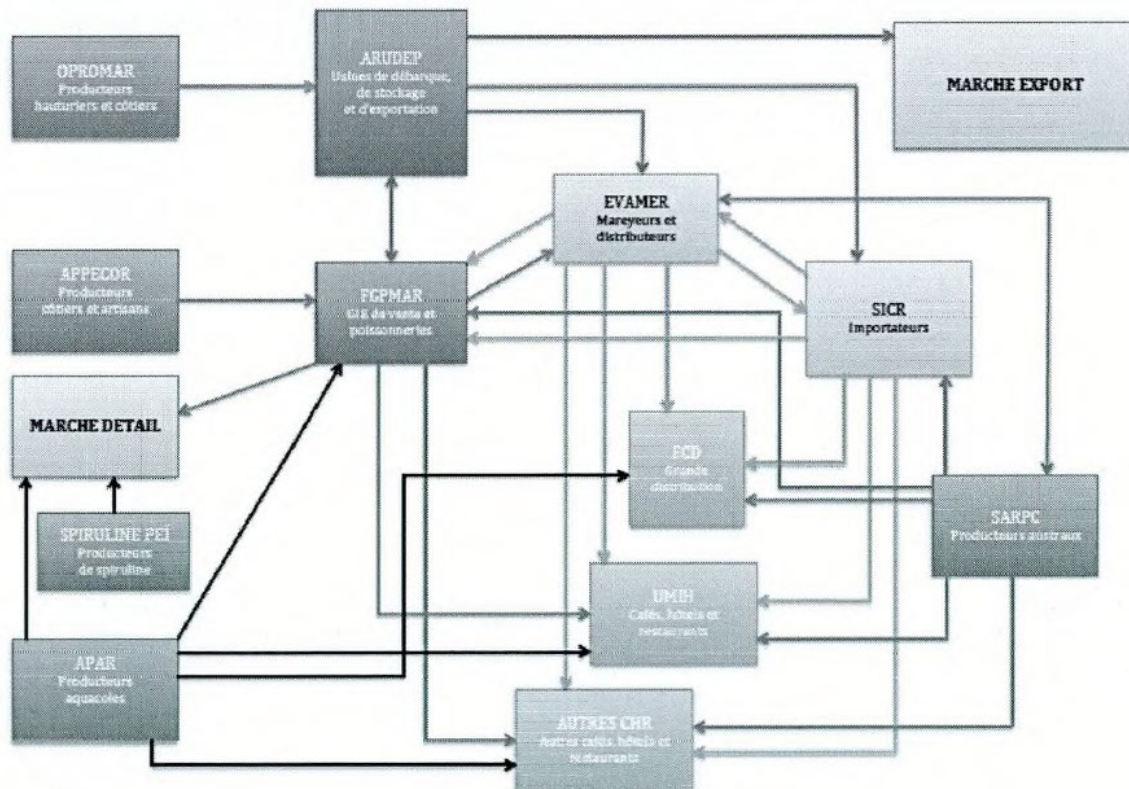 OPROMAR
Producteurs
hauturiers et côtiers
ARUDEP
Usines de débarque,
de stockage
et d'exportation
MARCHE EXPORT
EVAMER
Mareyeurs et
distributeurs
APPECOR
Producteurs
côtiers et artisans
FGPMAR
GIE de vente et
poissonneries
SICR
Importateurs
MARCHE DETAIL
FCD
Grande
distribution
SPIRULINE PEÏ
Producteurs
de spiruline
SARPC
Producteurs austraux
UMIH
Cafés, hôtels et
restaurants
APAR
Producteurs
aquacoles
AUTRES CHR
Autres cafés, hôtels et
restaurants